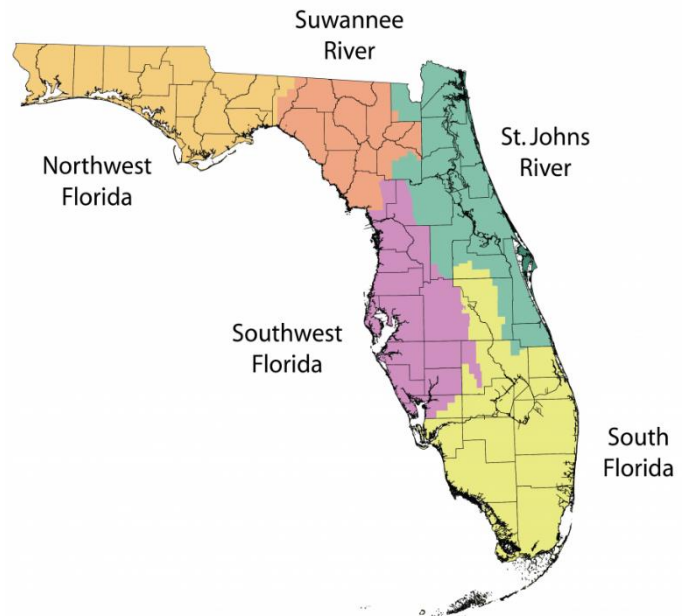 Suwannee
River
St. Johns
River
Northwest
Florida
Southwest
Florida
South
Florida